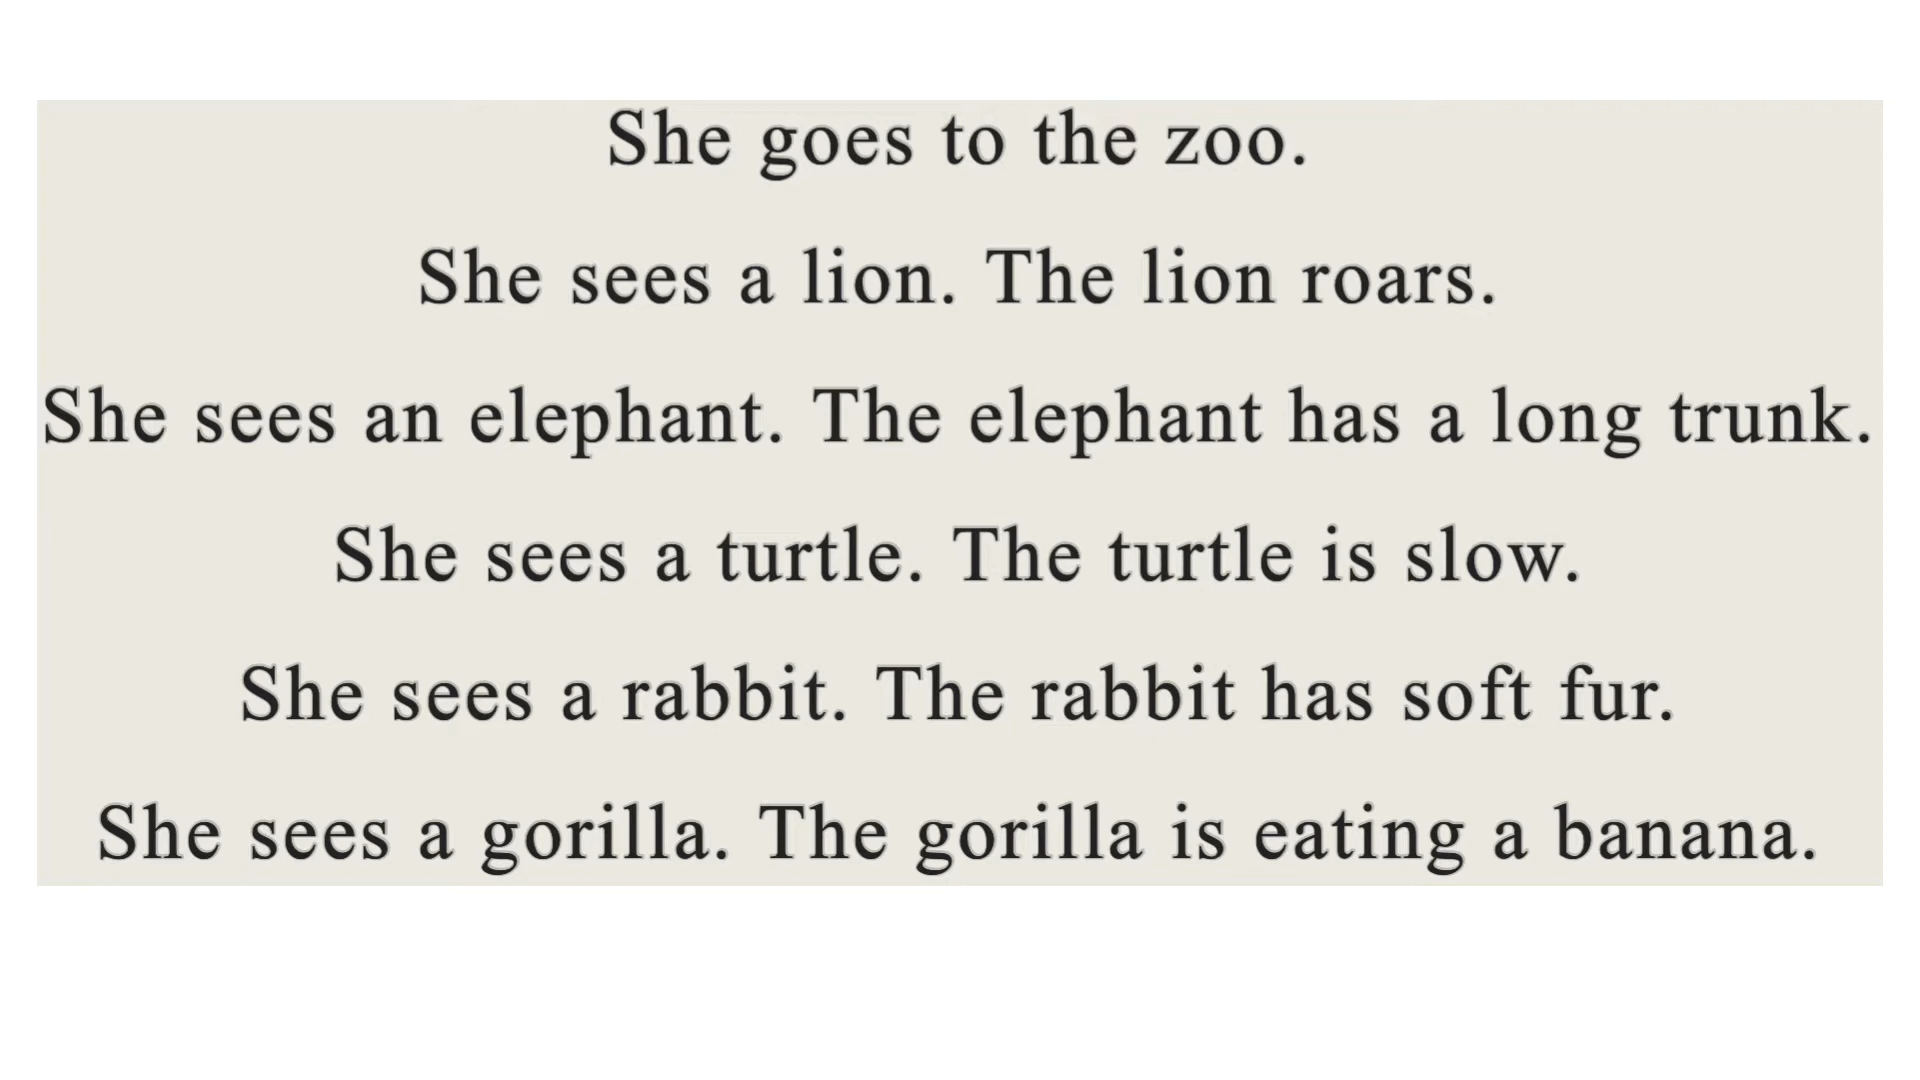 She goes to the zoo.
She sees a lion. The lion roars.
She sees an elephant. The elephant has a long trunk.
She sees a turtle. The turtle is slow.
She sees a rabbit. The rabbit has soft fur.
She sees a gorilla. The gorilla is eating a banana.